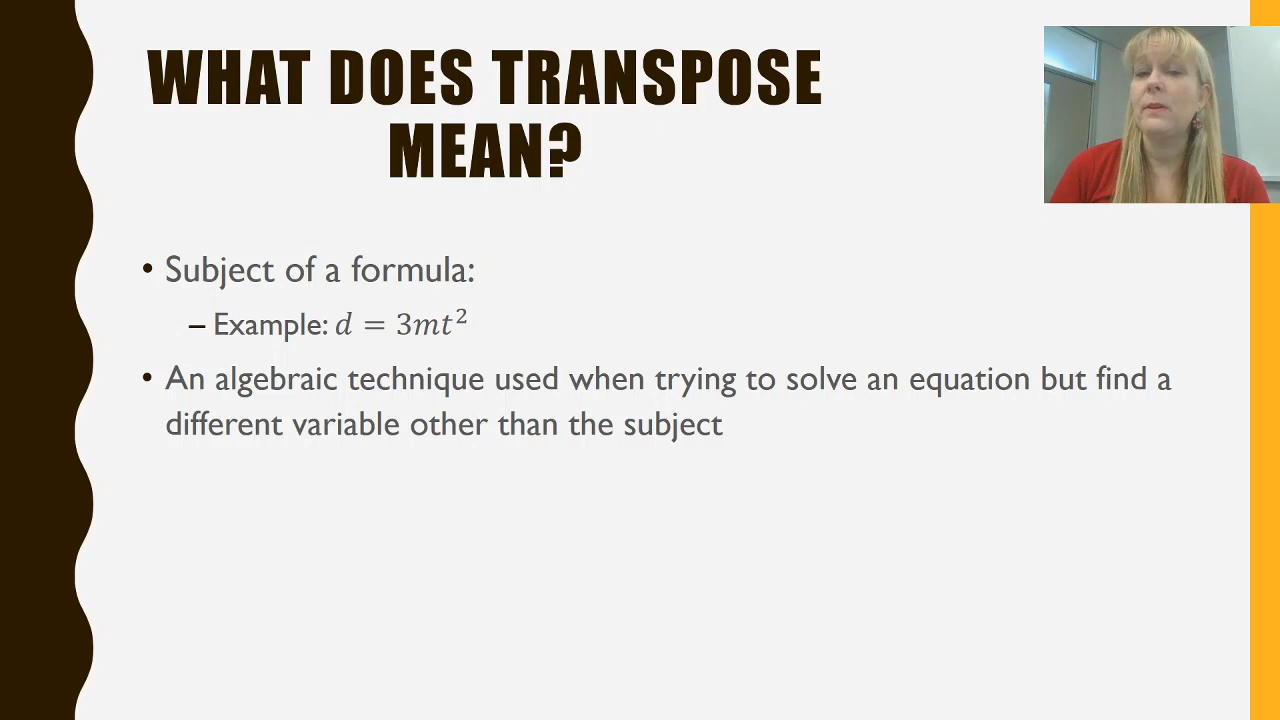 WHAT DOES TRANSPOSE
MEAN?
• Subject of a formula:
– Example: d = 3mt²
• An algebraic technique used when trying to solve an equation but find a
different variable other than the subject